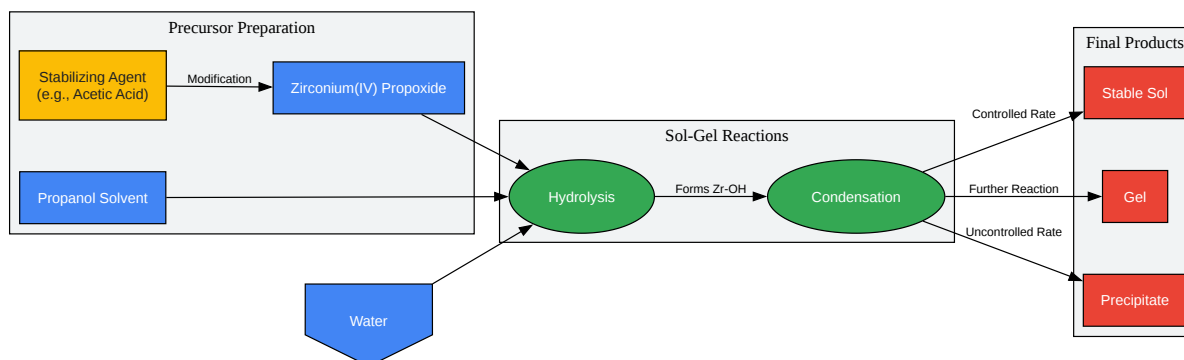 Precursor Preparation
Stabilizing Agent
(e.g., Acetic Acid)
Modification
Zirconium(IV) Propoxide
Propanol Solvent
Water
Sol-Gel Reactions
Hydrolysis
Forms Zr-OH
Condensation
Controlled Rate
Further Reaction
Uncontrolled Rate
Final Products
Stable Sol
Gel
Precipitate